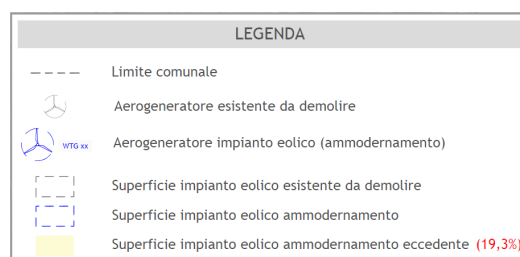 LEGENDA
Limite comunale
Aerogeneratore esistente da demolire
WTG xx Aerogeneratore impianto eolico (ammodernamento)
Superficie impianto eolico esistente da demolire
Superficie impianto eolico ammodernamento
Superficie impianto eolico ammodernamento eccedente (19,3%)